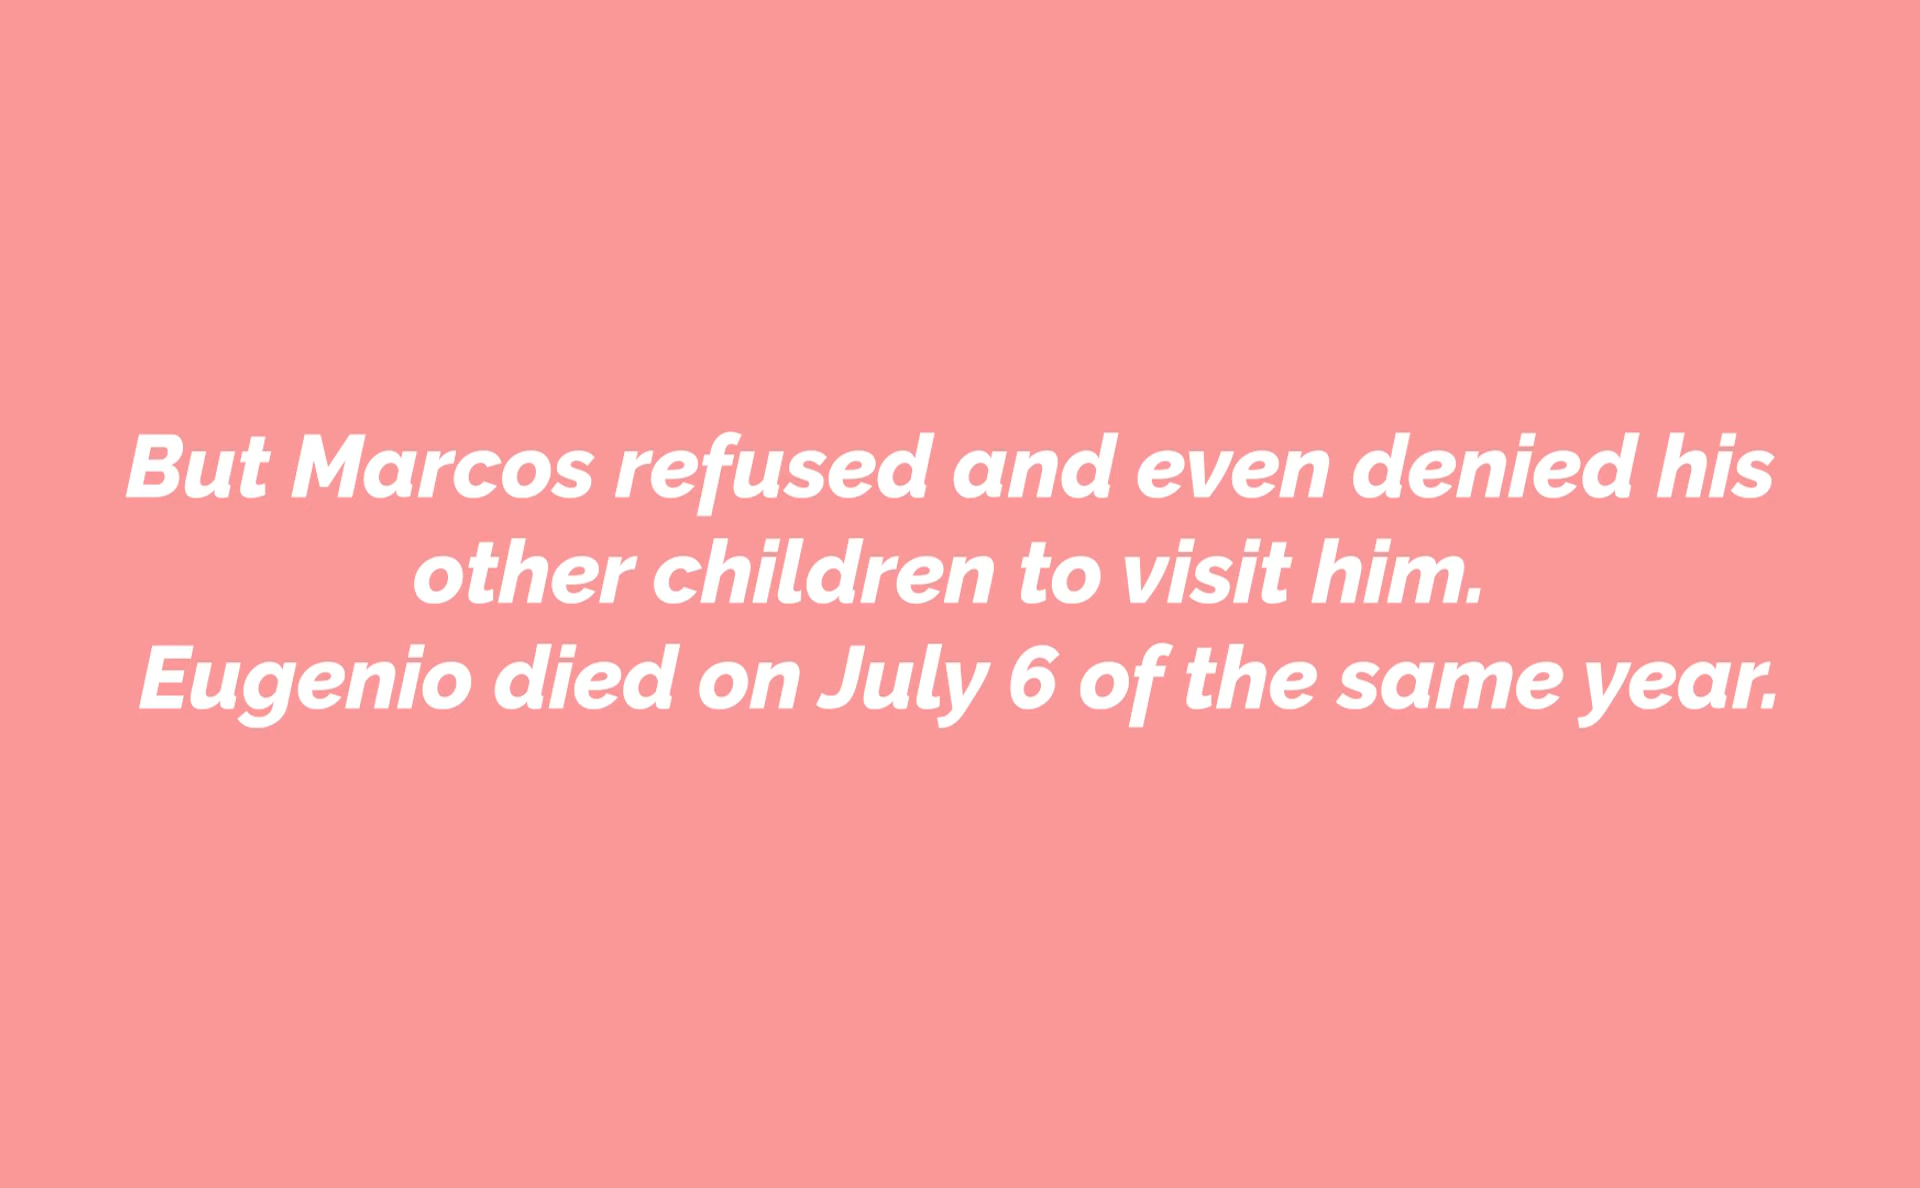 But Marcos refused and even denied his
other children to visit him.
Eugenio died on July 6 of the same year.